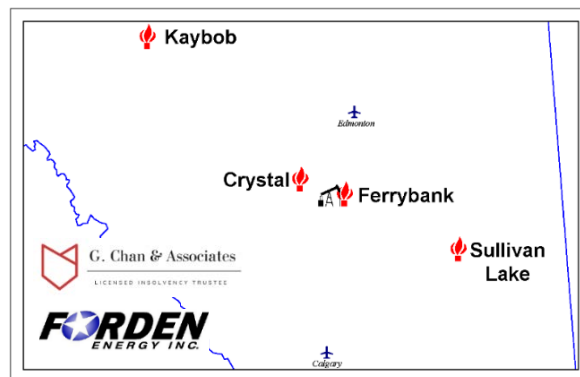 Kaybob
Edmonton
Crystal
Ferrybank
Sullivan
Lake
G. Chan & Associates
LICENSED INSOLVENCY TRUSTEE
FORDEN
ENERGY INC.
Calgary